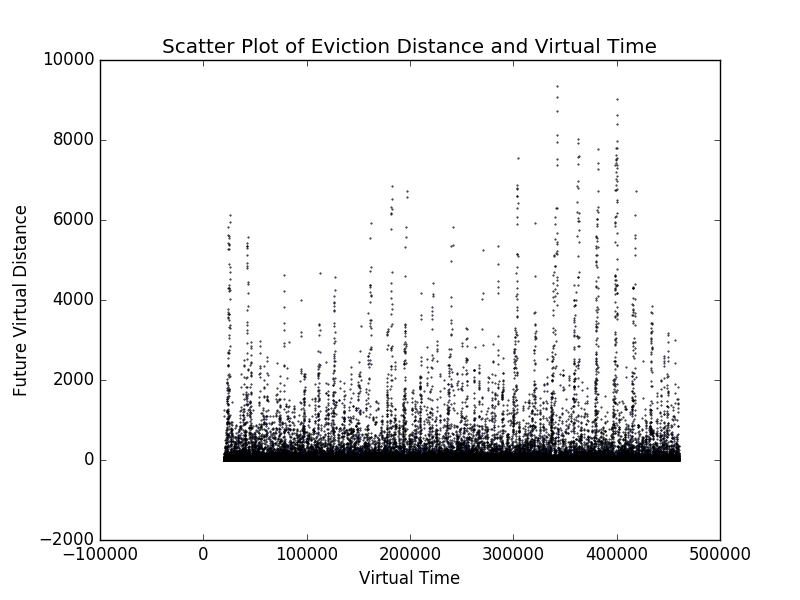 Scatter Plot of Eviction Distance and Virtual Time
10000
8000
6000
4000
2000
0
−2000
Future Virtual Distance
−100000 0 100000 200000 300000 400000 500000
Virtual Time